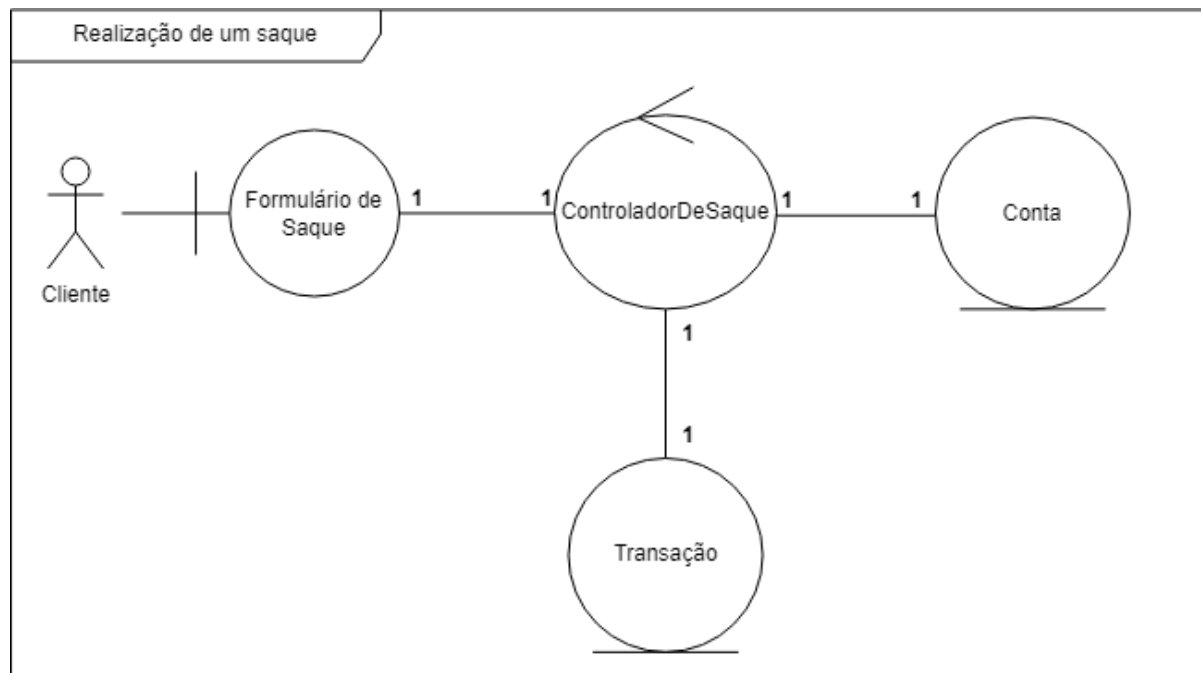 Realização de um saque
Cliente
Formulário de
Saque
1
1
ControladorDeSaque
1
1
Conta
1
1
Transação